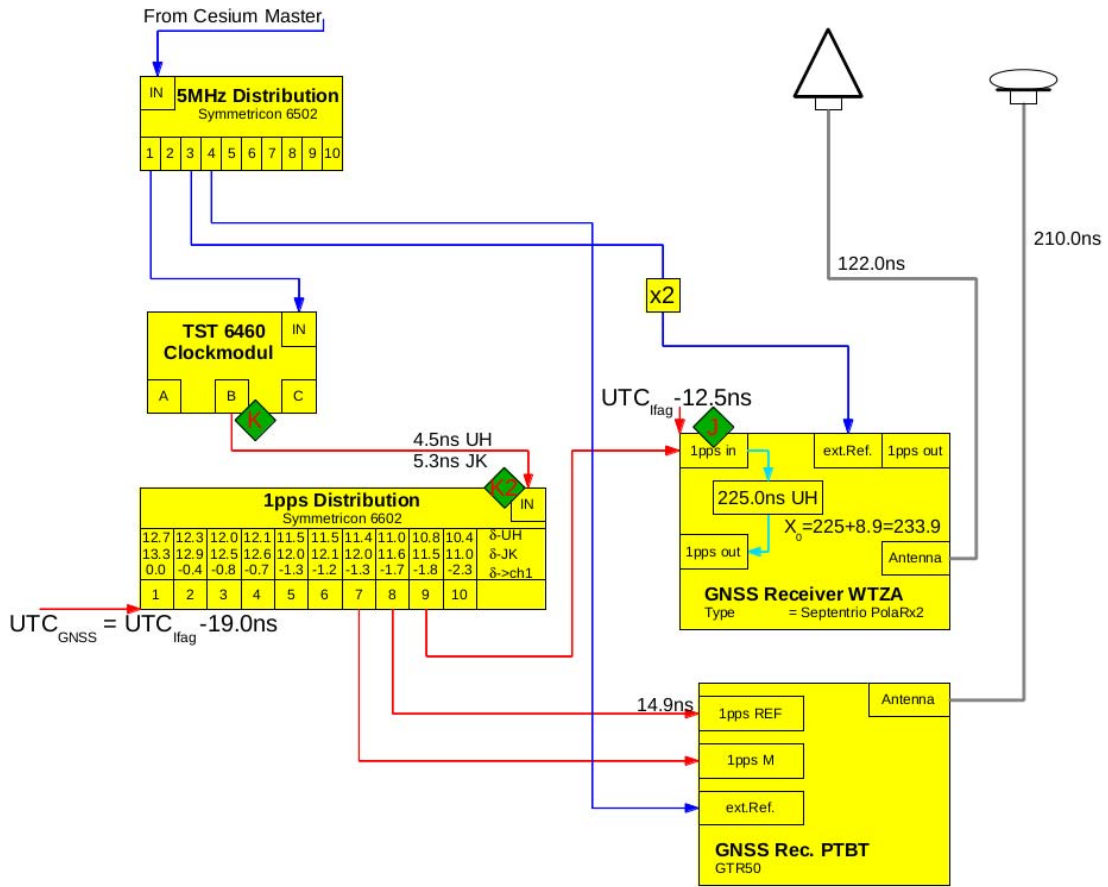 From Cesium Master
IN
5MHz Distribution
Symmetricon 6502
1 2 3 4 5 6 7 8 9 10
210.0ns
122.0ns
x2
TST 6460
Clockmodul
IN
A B C
K
UTClfag-12.5ns
J
4.5ns UH
5.3ns JK
1pps in
ext.Ref.
1pps out
K2
IN
1pps Distribution
Symmetricon 6602
225.0ns UH
X0=225+8.9=233.9
12.7 12.3 12.0 12.1 11.5 11.5 11.4 11.0 10.8 10.4 δ-UH
13.3 12.9 12.5 12.6 12.0 12.1 12.0 11.6 11.5 11.0 δ-JK
0.0 -0.4 -0.8 -0.7 -1.3 -1.2 -1.3 -1.7 -1.8 -2.3 δ->ch1
1 2 3 4 5 6 7 8 9 10
1pps out
Antenna
GNSS Receiver WTZA
Type = Septentrio PolaRx2
UTCGNSS = UTClfag-19.0ns
14.9ns
1pps REF
Antenna
1pps M
ext.Ref.
GNSS Rec. PTBT
GTR50